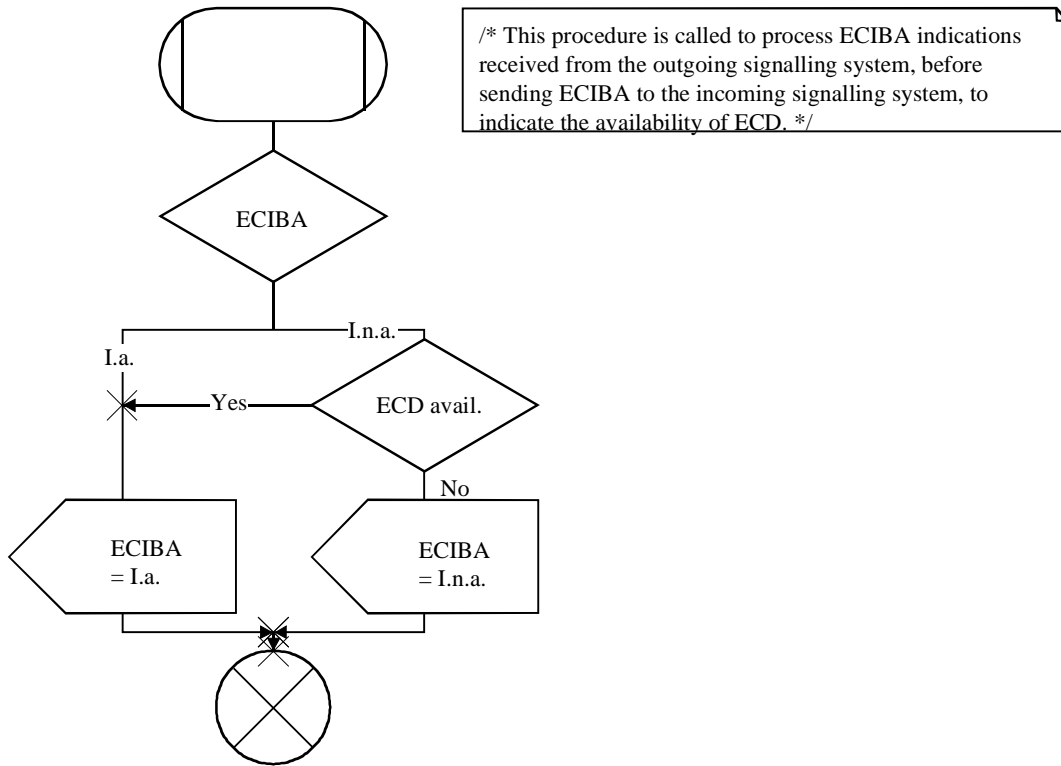 /* This procedure is called to process ECIBA indications
received from the outgoing signalling system, before
sending ECIBA to the incoming signalling system, to
indicate the availability of ECD. */
ECIBA
I.n.a.
I.a.
Yes
ECD avail.
No
ECIBA
= I.a.
ECIBA
= I.n.a.